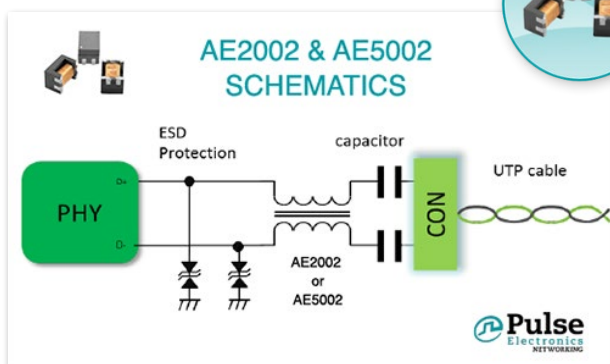 AE2002 & AE5002
SCHEMATICS
ESD
Protection
capacitor
UTP cable
D+
PHY
CON
D-
AE2002
or
AE5002
Pulse
Electronics
NETWORKING